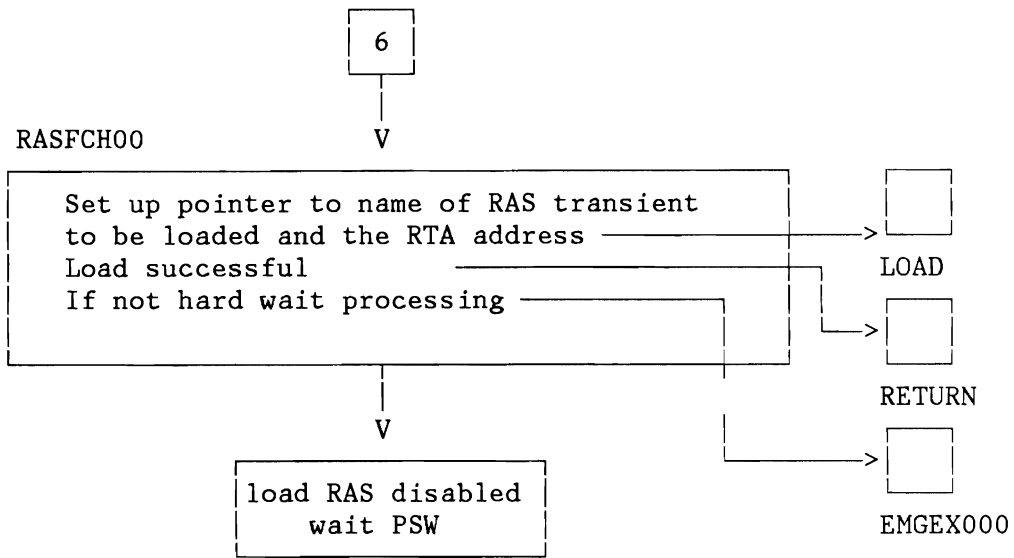 6
RASFCH00
V
Set up pointer to name of RAS transient
to be loaded and the RTA address
Load successful
If not hard wait processing
LOAD
RETURN
EMGEX000
V
load RAS disabled
wait PSW